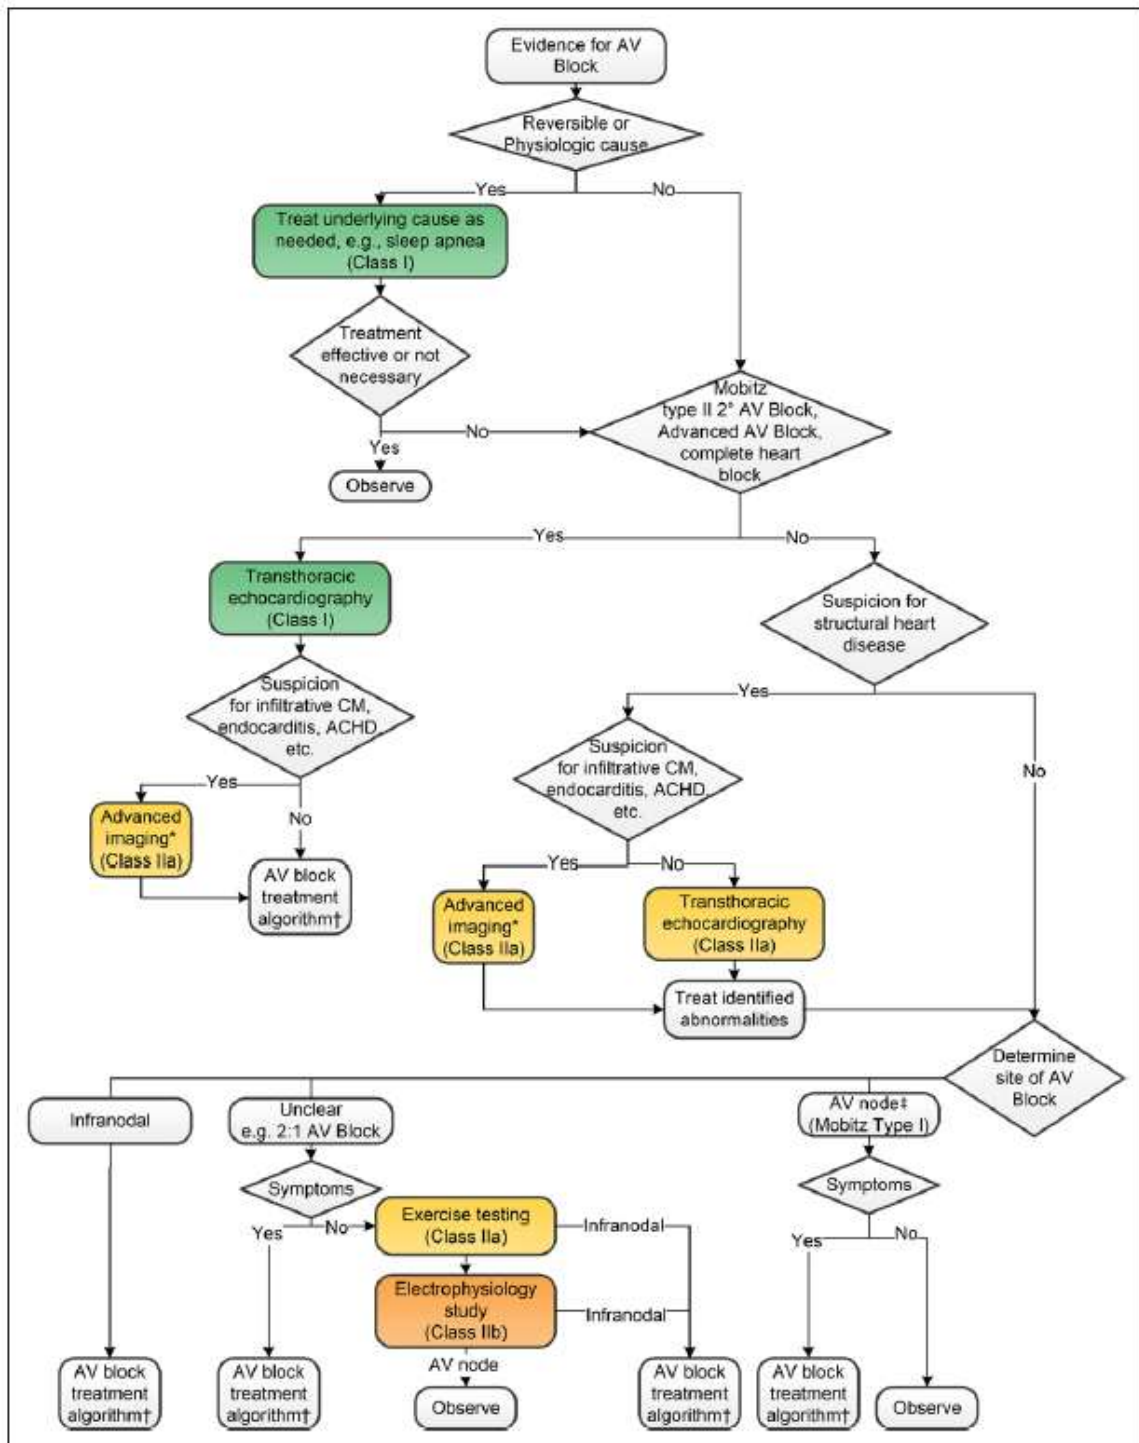 Evidence for AV
Block
Reversible or
Physiologic cause
Yes
No
Treat underlying cause as
needed, e.g., sleep apnea
(Class I)
Treatment
effective or not
necessary
No
Yes
Observe
Mobitz
type II 2° AV Block,
Advanced AV Block,
complete heart
block
Yes
No
Transthoracic
echocardiography
(Class I)
Suspicion
for infiltrative CM,
endocarditis, ACHD,
etc.
Yes
No
Advanced
imaging*
(Class IIa)
AV block
treatment
algorithm†
Suspicion for
structural heart
disease
Yes
No
Suspicion
for infiltrative CM,
endocarditis, ACHD,
etc.
Yes
No
Advanced
imaging*
(Class IIa)
Transthoracic
echocardiography
(Class IIa)
Treat identified
abnormalities
Determine
site of AV
Block
Infranodal
Unclear
e.g. 2:1 AV Block
AV node‡
(Mobitz Type I)
Symptoms
Yes
No
Exercise testing
(Class IIa)
Infranodal
Electrophysiology
study
(Class IIb)
Infranodal
AV node
Symptoms
Yes
No
AV block
treatment
algorithm†
AV block
treatment
algorithm†
Observe
AV block
treatment
algorithm†
AV block
treatment
algorithm†
Observe